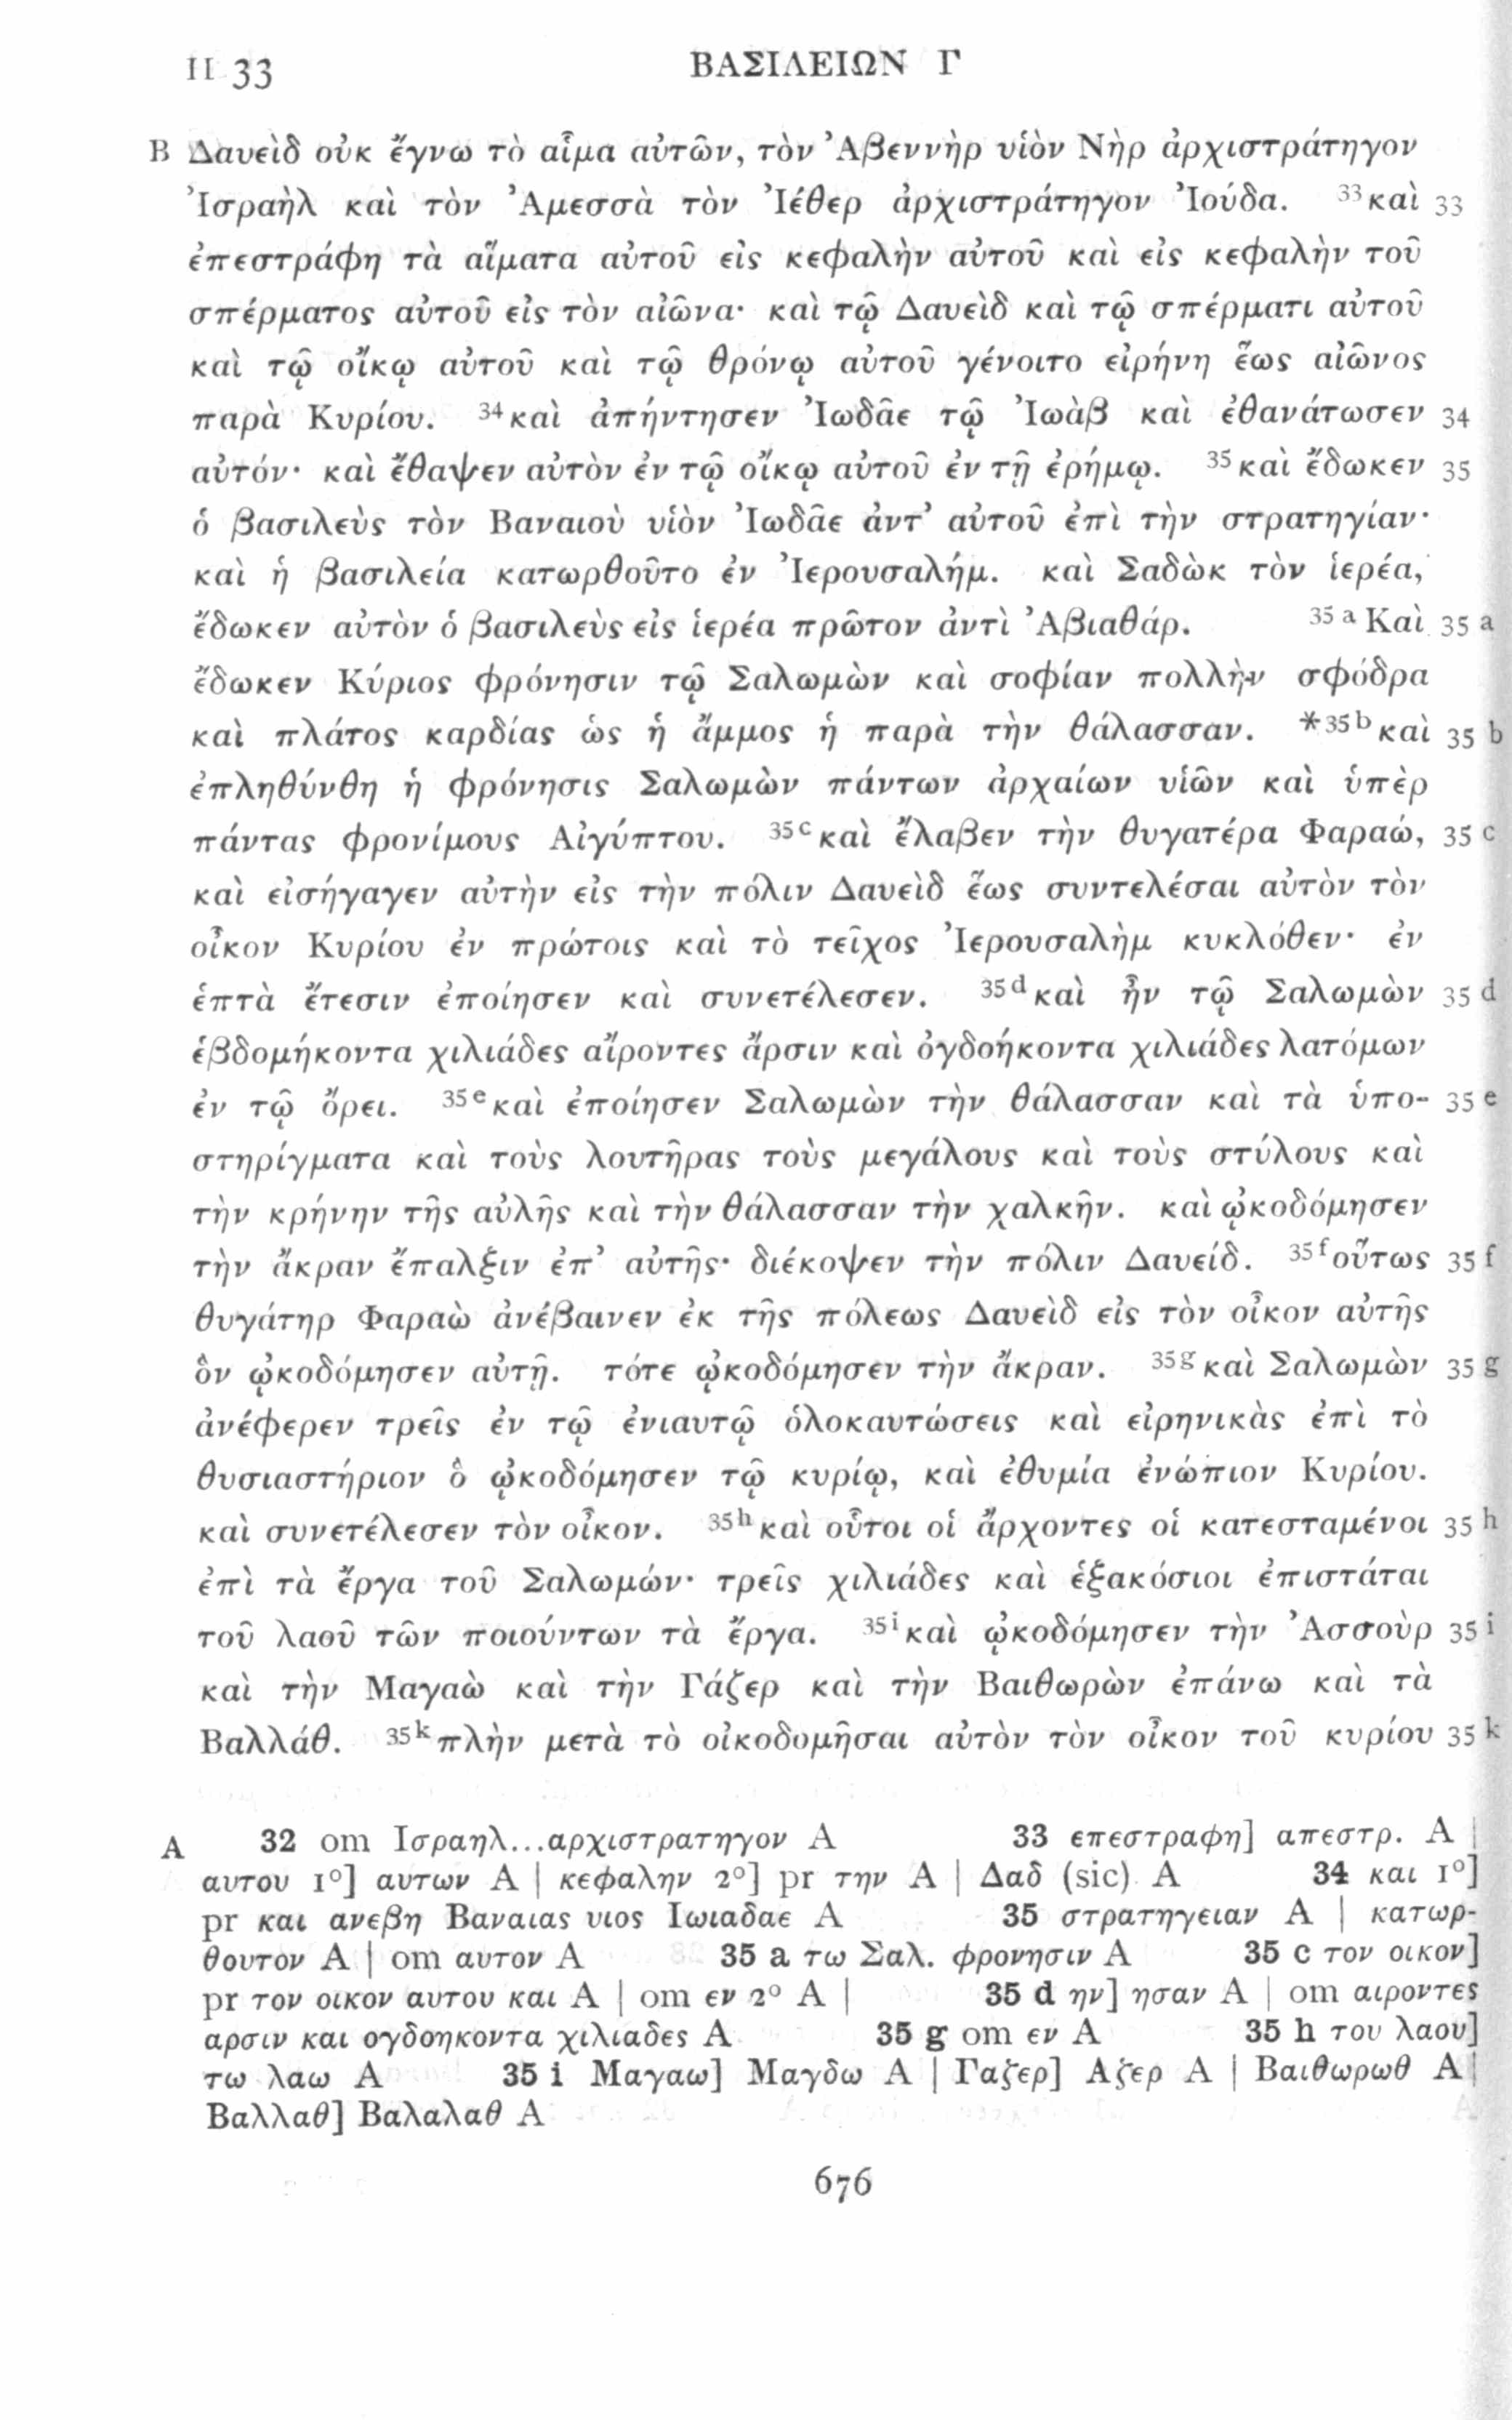 II 33 ΒΑΣΙΛΕΙΩΝ Γ
B Δαυεὶδ οὐκ ἔγνω τὸ αἷμα αὐτῶν, τὸν Ἀβεννὴρ υἱὸν Νὴρ ἀρχιστράτηγον
Ἰσραὴλ καὶ τὸν Ἀμεσσὰ τὸν Ἰέθερ ἀρχιστράτηγον Ἰούδα. ³³καὶ 33
ἐπεστράφη τὰ αἵματα αὐτοῦ εἰς κεφαλὴν αὐτοῦ καὶ εἰς κεφαλὴν τοῦ
σπέρματος αὐτοῦ εἰς τὸν αἰῶνα· καὶ τῷ Δαυεὶδ καὶ τῷ σπέρματι αὐτοῦ
καὶ τῷ οἴκῳ αὐτοῦ καὶ τῷ θρόνῳ αὐτοῦ γένοιτο εἰρήνη ἕως αἰῶνος
παρὰ Κυρίου. ³⁴καὶ ἀπήντησεν Ἰωδᾶε τῷ Ἰωὰβ καὶ ἐθανάτωσεν 34
αὐτόν· καὶ ἔθαψεν αὐτὸν ἐν τῷ οἴκῳ αὐτοῦ ἐν τῇ ἐρήμῳ. ³⁵καὶ ἔδωκεν 35
ὁ βασιλεὺς τὸν Βαναιοὺ υἱὸν Ἰωδᾶε ἀντ’ αὐτοῦ ἐπὶ τὴν στρατηγίαν·
καὶ ἡ βασιλεία κατωρθοῦτο ἐν Ἰερουσαλήμ. καὶ Σαδὼκ τὸν ἱερέα,
ἔδωκεν αὐτὸν ὁ βασιλεὺς εἰς ἱερέα πρῶτον ἀντὶ Ἀβιαθάρ. ³⁵ᵃ Καὶ 35 a
ἔδωκεν Κύριος φρόνησιν τῷ Σαλωμὼν καὶ σοφίαν πολλὴν σφόδρα
καὶ πλάτος καρδίας ὡς ἡ ἄμμος ἡ παρὰ τὴν θάλασσαν. *³⁵ᵇκαὶ 35 b
ἐπληθύνθη ἡ φρόνησις Σαλωμὼν πάντων ἀρχαίων υἱῶν καὶ ὑπὲρ
πάντας φρονίμους Αἰγύπτου. ³⁵ᶜκαὶ ἔλαβεν τὴν θυγατέρα Φαραώ, 35 c
καὶ εἰσήγαγεν αὐτὴν εἰς τὴν πόλιν Δαυεὶδ ἕως συντελέσαι αὐτὸν τὸν
οἶκον Κυρίου ἐν πρώτοις καὶ τὸ τεῖχος Ἰερουσαλὴμ κυκλόθεν· ἐν
ἑπτὰ ἔτεσιν ἐποίησεν καὶ συνετέλεσεν. ³⁵ᵈκαὶ ἦν τῷ Σαλωμὼν 35 d
ἑβδομήκοντα χιλιάδες αἴροντες ἄρσιν καὶ ὀγδοήκοντα χιλιάδες λατόμων
ἐν τῷ ὄρει. ³⁵ᵉκαὶ ἐποίησεν Σαλωμὼν τὴν θάλασσαν καὶ τὰ ὑπο- 35 e
στηρίγματα καὶ τοὺς λουτῆρας τοὺς μεγάλους καὶ τοὺς στύλους καὶ
τὴν κρήνην τῆς αὐλῆς καὶ τὴν θάλασσαν τὴν χαλκῆν. καὶ ᾠκοδόμησεν
τὴν ἄκραν ἔπαλξιν ἐπ’ αὐτῆς· διέκοψεν τὴν πόλιν Δαυείδ. ³⁵ᶠοὕτως 35 f
θυγάτηρ Φαραὼ ἀνέβαινεν ἐκ τῆς πόλεως Δαυεὶδ εἰς τὸν οἶκον αὐτῆς
ὃν ᾠκοδόμησεν αὐτῇ. τότε ᾠκοδόμησεν τὴν ἄκραν. ³⁵ᵍκαὶ Σαλωμὼν 35 g
ἀνέφερεν τρεῖς ἐν τῷ ἐνιαυτῷ ὁλοκαυτώσεις καὶ εἰρηνικὰς ἐπὶ τὸ
θυσιαστήριον ὃ ᾠκοδόμησεν τῷ κυρίῳ, καὶ ἐθυμία ἐνώπιον Κυρίου.
καὶ συνετέλεσεν τὸν οἶκον. ³⁵ʰκαὶ οὗτοι οἱ ἄρχοντες οἱ κατεσταμένοι 35 h
ἐπὶ τὰ ἔργα τοῦ Σαλωμών· τρεῖς χιλιάδες καὶ ἑξακόσιοι ἐπιστάται
τοῦ λαοῦ τῶν ποιούντων τὰ ἔργα. ³⁵ⁱκαὶ ᾠκοδόμησεν τὴν Ἀσσοὺρ 35 i
καὶ τὴν Μαγαὼ καὶ τὴν Γάζερ καὶ τὴν Βαιθωρὼν ἐπάνω καὶ τὰ
Βαλλάθ. ³⁵ᵏπλὴν μετὰ τὸ οἰκοδομῆσαι αὐτὸν τὸν οἶκον τοῦ κυρίου 35 k
A 32 om Ισραηλ...αρχιστρατηγον A 33 επεστραφη] απεστρ. A |
αυτου 1°] αυτων A | κεφαλην 2°] pr την A | Δαδ (sic) A 34 και 1°]
pr και ανεβη Βαναιας υιος Ιωιαδαε A 35 στρατηγειαν A | κατωρ-
θουτον A | om αυτον A 35 a τω Σαλ. φρονησιν A 35 c τον οικον]
pr τον οικον αυτου και A | om εν 2° A | 35 d ην] ησαν A | om αιροντες
αρσιν και ογδοηκοντα χιλιαδες A 35 g om εν A 35 h του λαου]
τω λαω A 35 i Μαγαω] Μαγδω A | Γαζερ] Αζερ A | Βαιθωρωθ A |
Βαλλαθ] Βαλαλαθ A
676